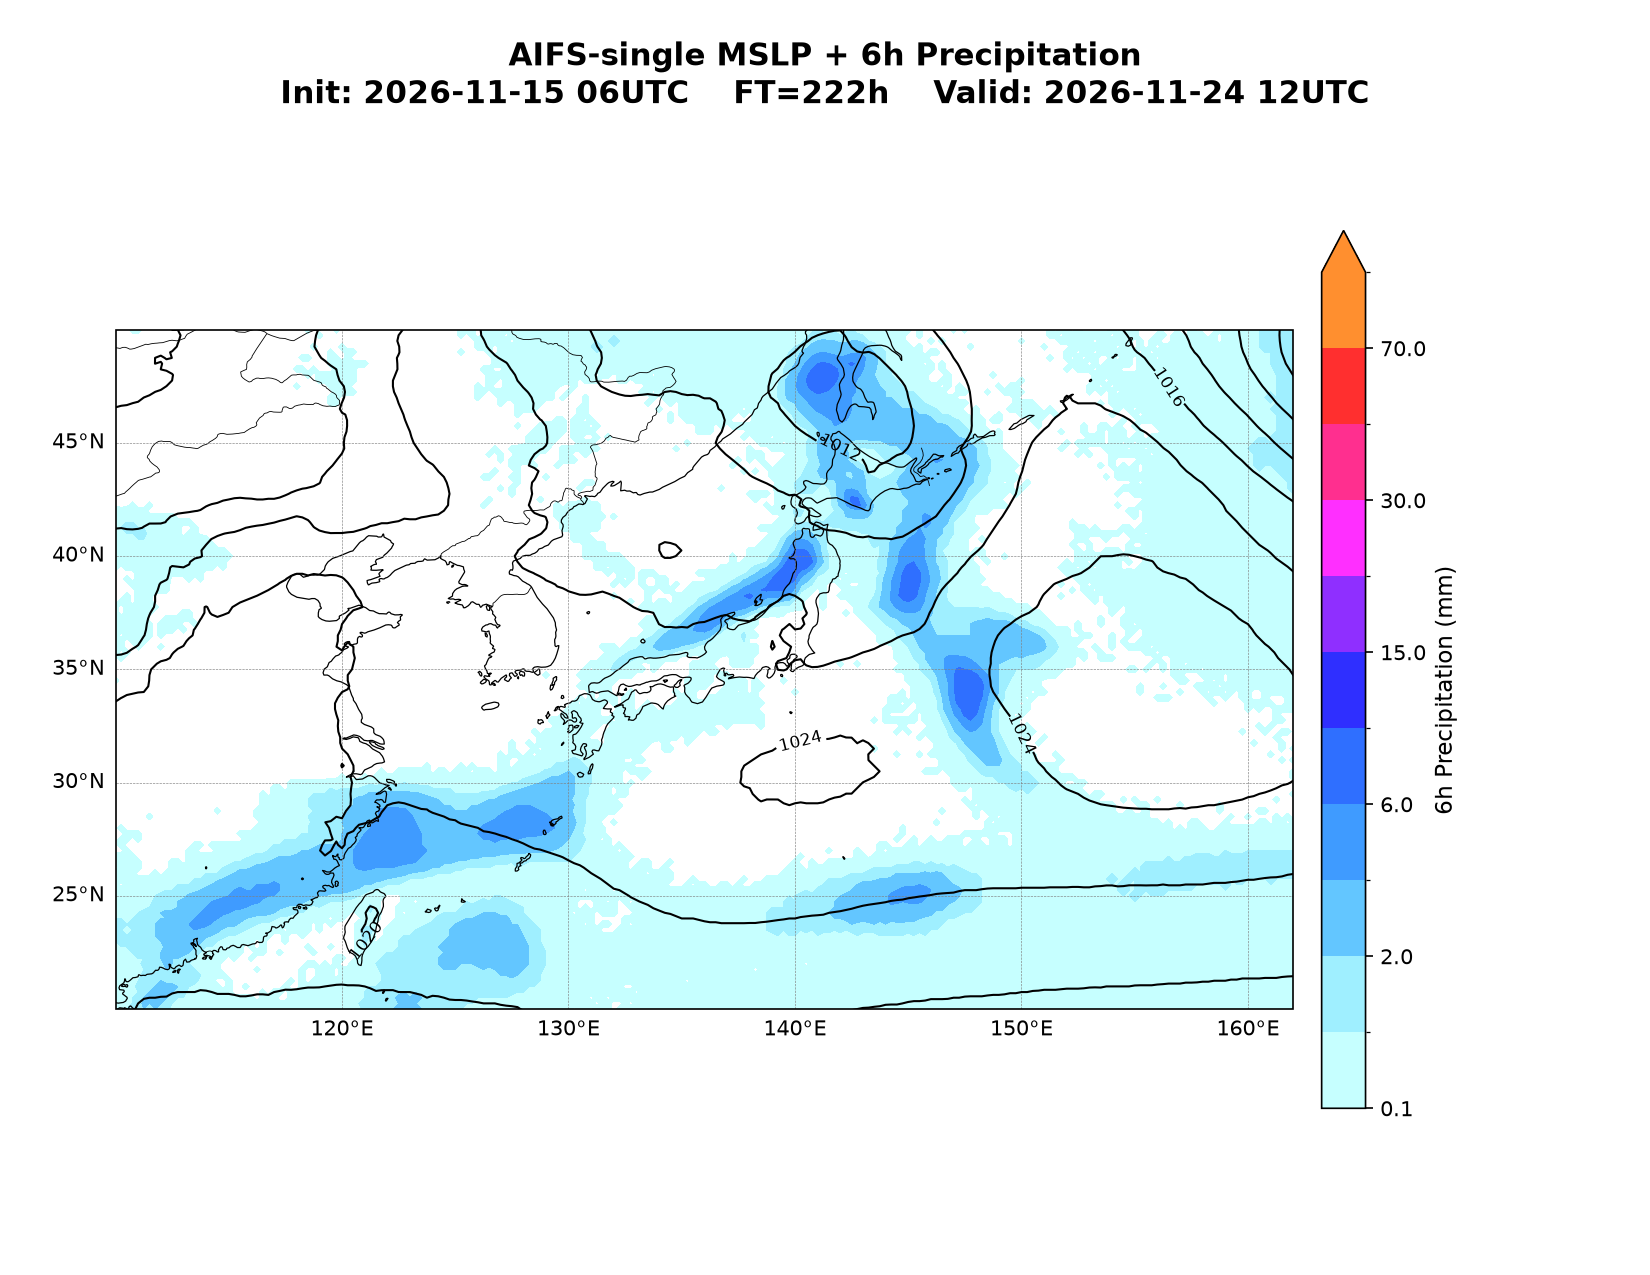 AIFS-single MSLP + 6h Precipitation
Init: 2026-11-15 06UTC    FT=222h    Valid: 2026-11-24 12UTC
1016
1012
1024
1024
1020
45°N
40°N
35°N
30°N
25°N
120°E
130°E
140°E
150°E
160°E
70.0
30.0
15.0
6.0
2.0
0.1
6h Precipitation (mm)